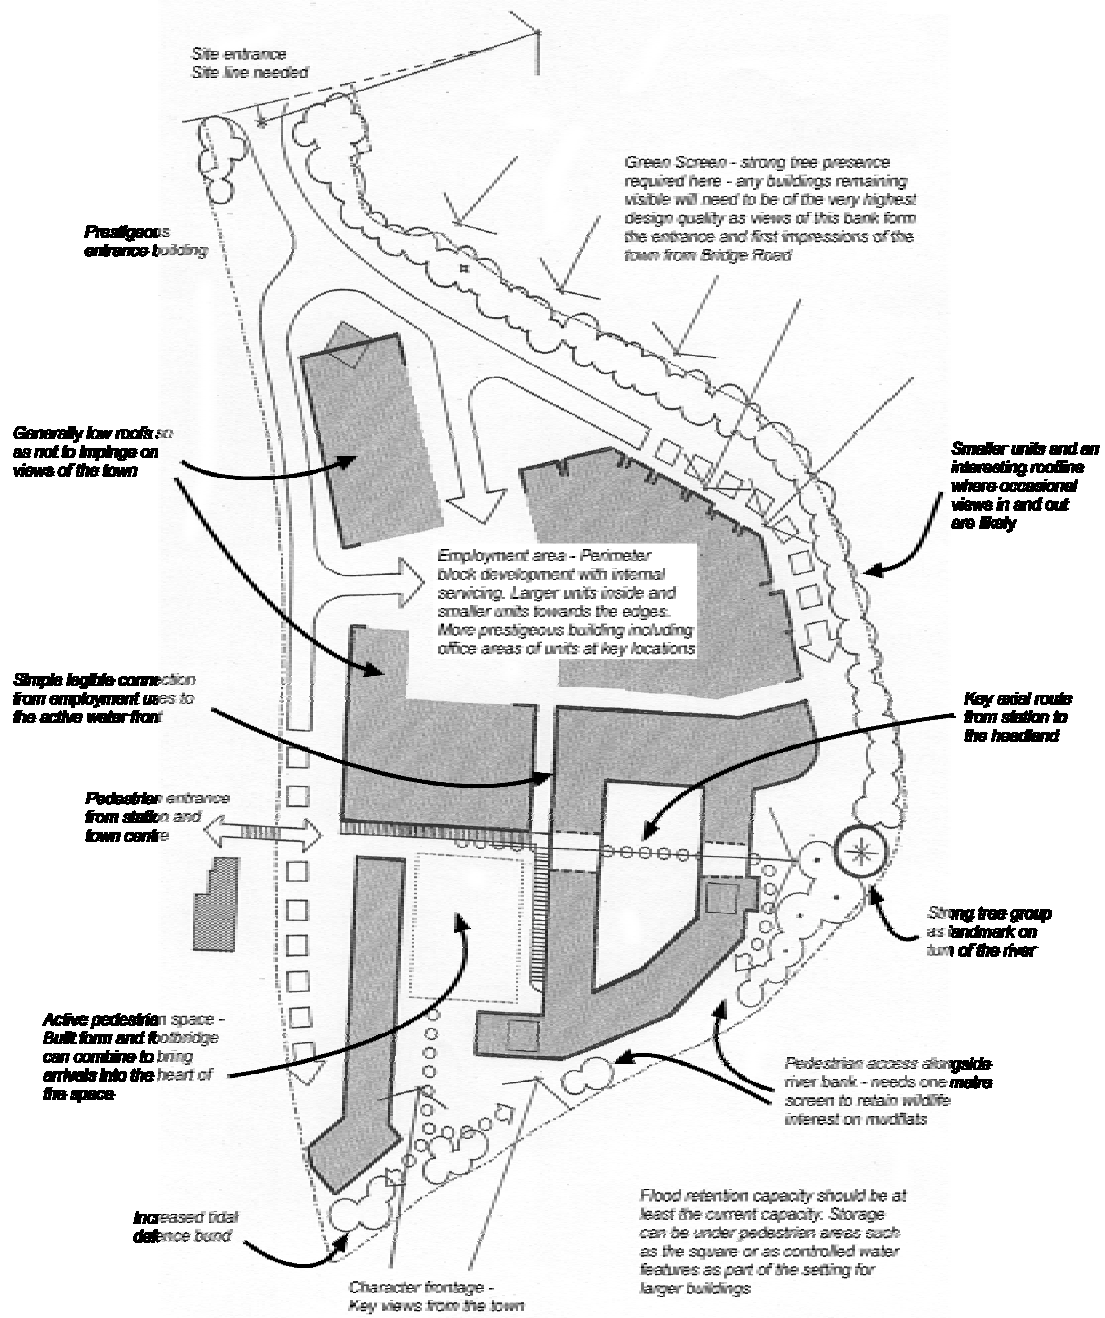 Site entrance
Site line needed
Green Screen - strong tree presence
required here - any buildings remaining
visible will need to be of the very highest
design quality as views of this bank form
the entrance and first impressions of the
town from Bridge Road
Prestigeous
entrance building
Generally low roofs so
as not to impinge on
views of the town
Smaller units and an
interesting roofline
where occasional
views in and out
are likely
Employment area - Perimeter
block development with internal
servicing. Larger units inside and
smaller units towards the edges.
More prestigeous building including
office areas of units at key locations
Simple legible connection
from employment uses to
the active water front
Key axial route
from station to
the headland
Pedestrian entrance
from station and
town centre
Strong tree group
as landmark on
turn of the river
Active pedestrian space -
Built form and footbridge
can combine to bring
arrivals into the heart of
the space
Pedestrian access alongside
river bank - needs one metre
screen to retain wildlife
interest on mudflats
Increased tidal
defence bund
Flood retention capacity should be at
least the current capacity. Storage
can be under pedestrian areas such
as the square or as controlled water
features as part of the setting for
larger buildings
Character frontage -
Key views from the town